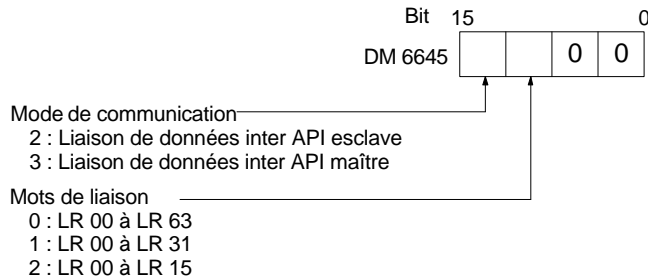 Bit 15 0
DM 6645 0 0
Mode de communication
2 : Liaison de données inter API esclave
3 : Liaison de données inter API maître
Mots de liaison
0 : LR 00 à LR 63
1 : LR 00 à LR 31
2 : LR 00 à LR 15